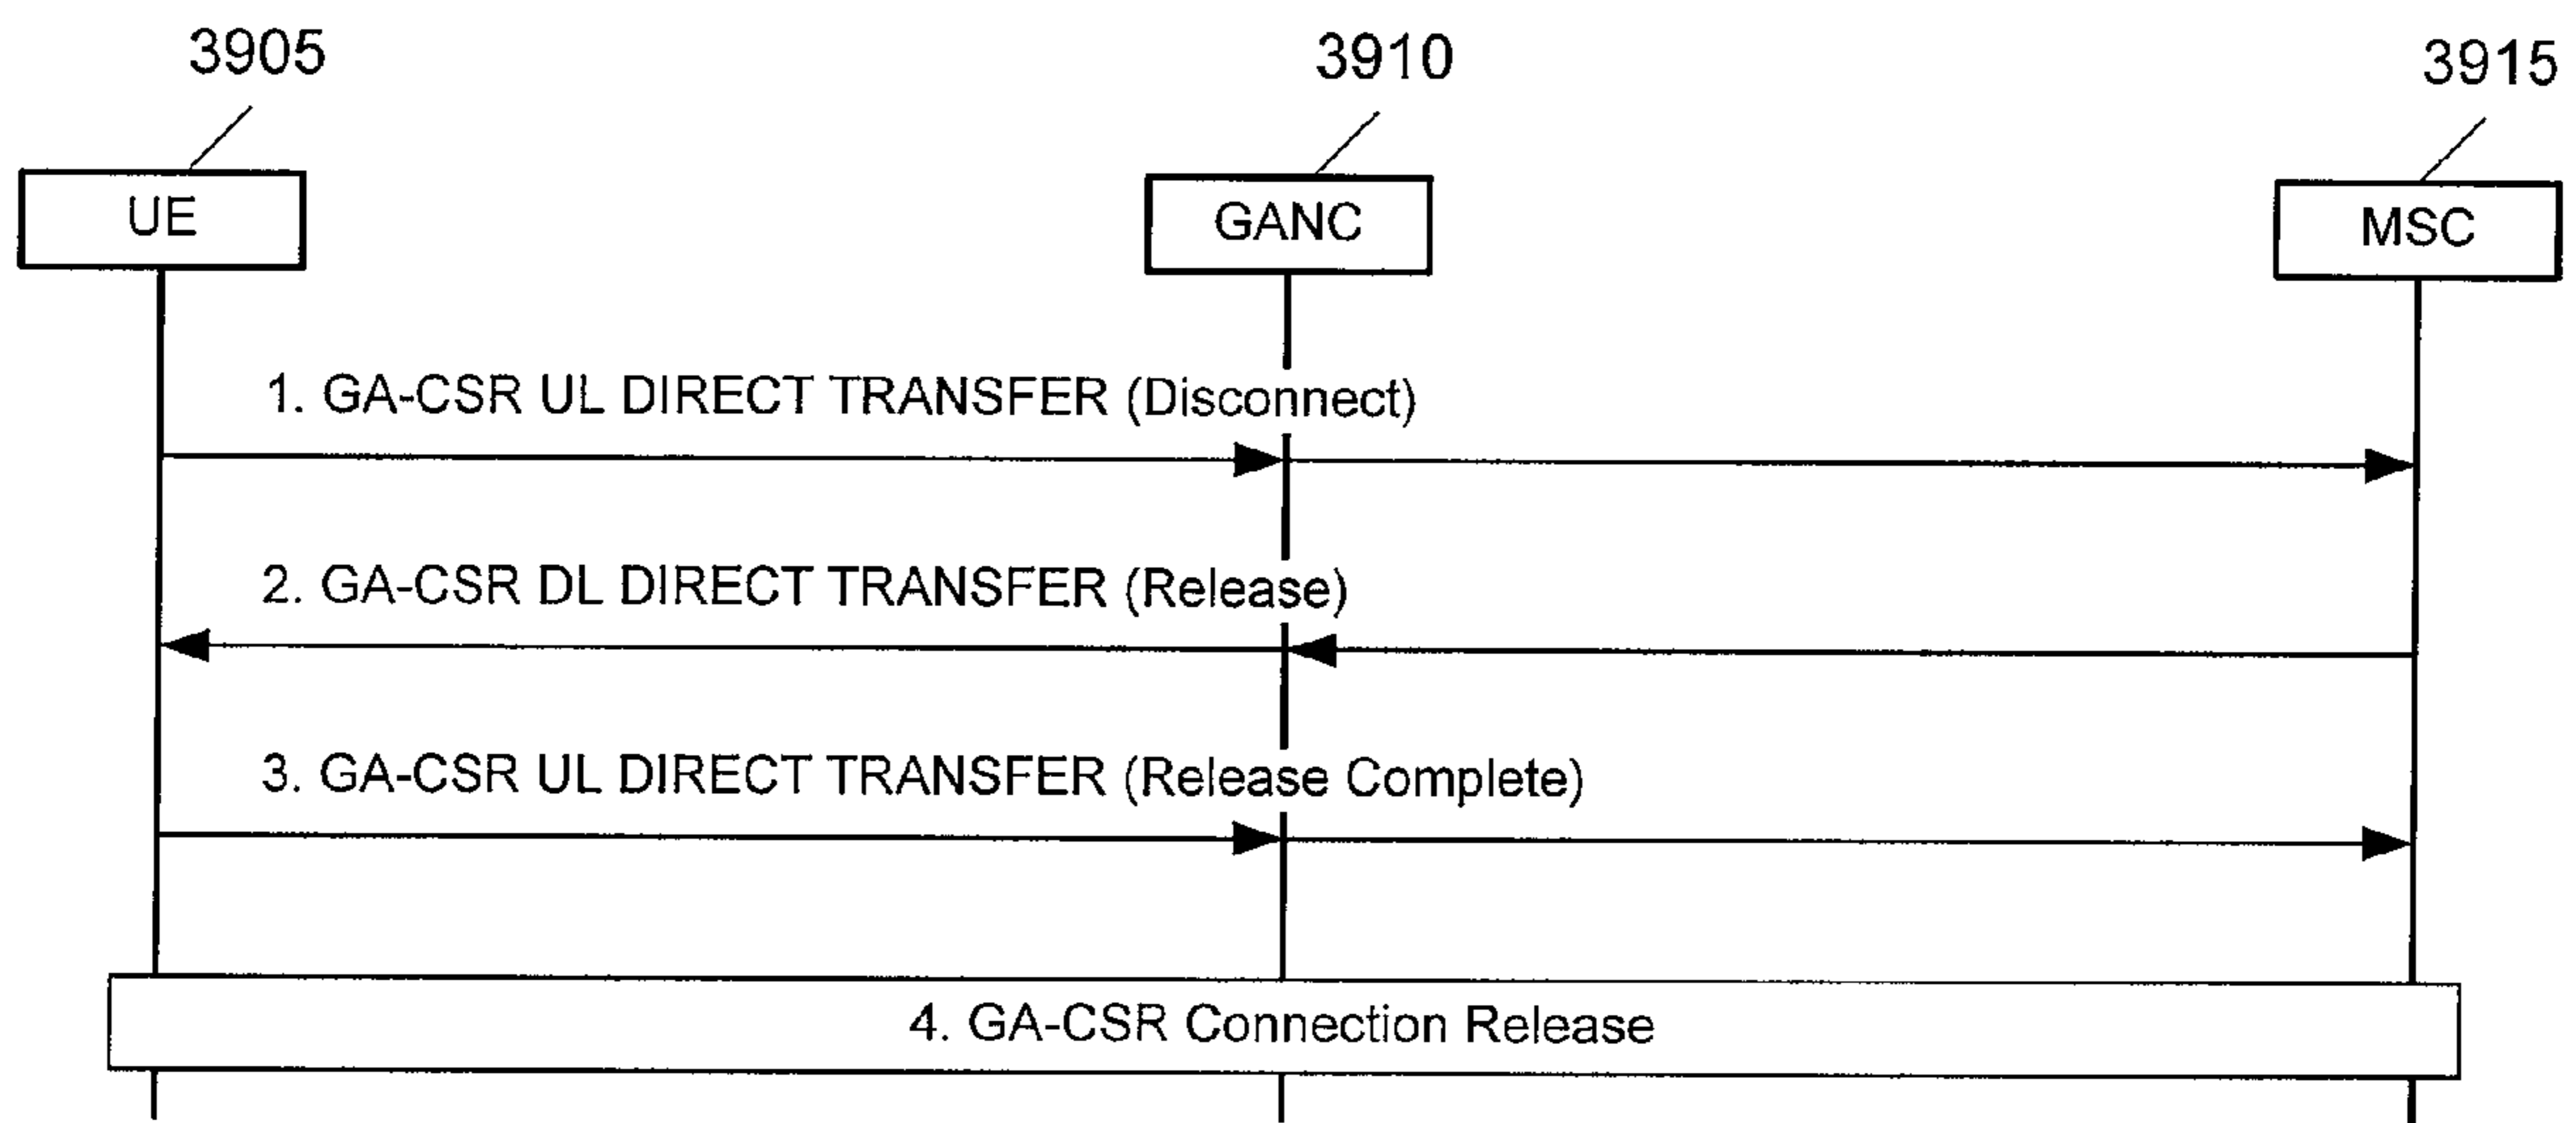 3905
3910
3915
UE
GANC
MSC
1. GA-CSR UL DIRECT TRANSFER (Disconnect)
2. GA-CSR DL DIRECT TRANSFER (Release)
3. GA-CSR UL DIRECT TRANSFER (Release Complete)
4. GA-CSR Connection Release